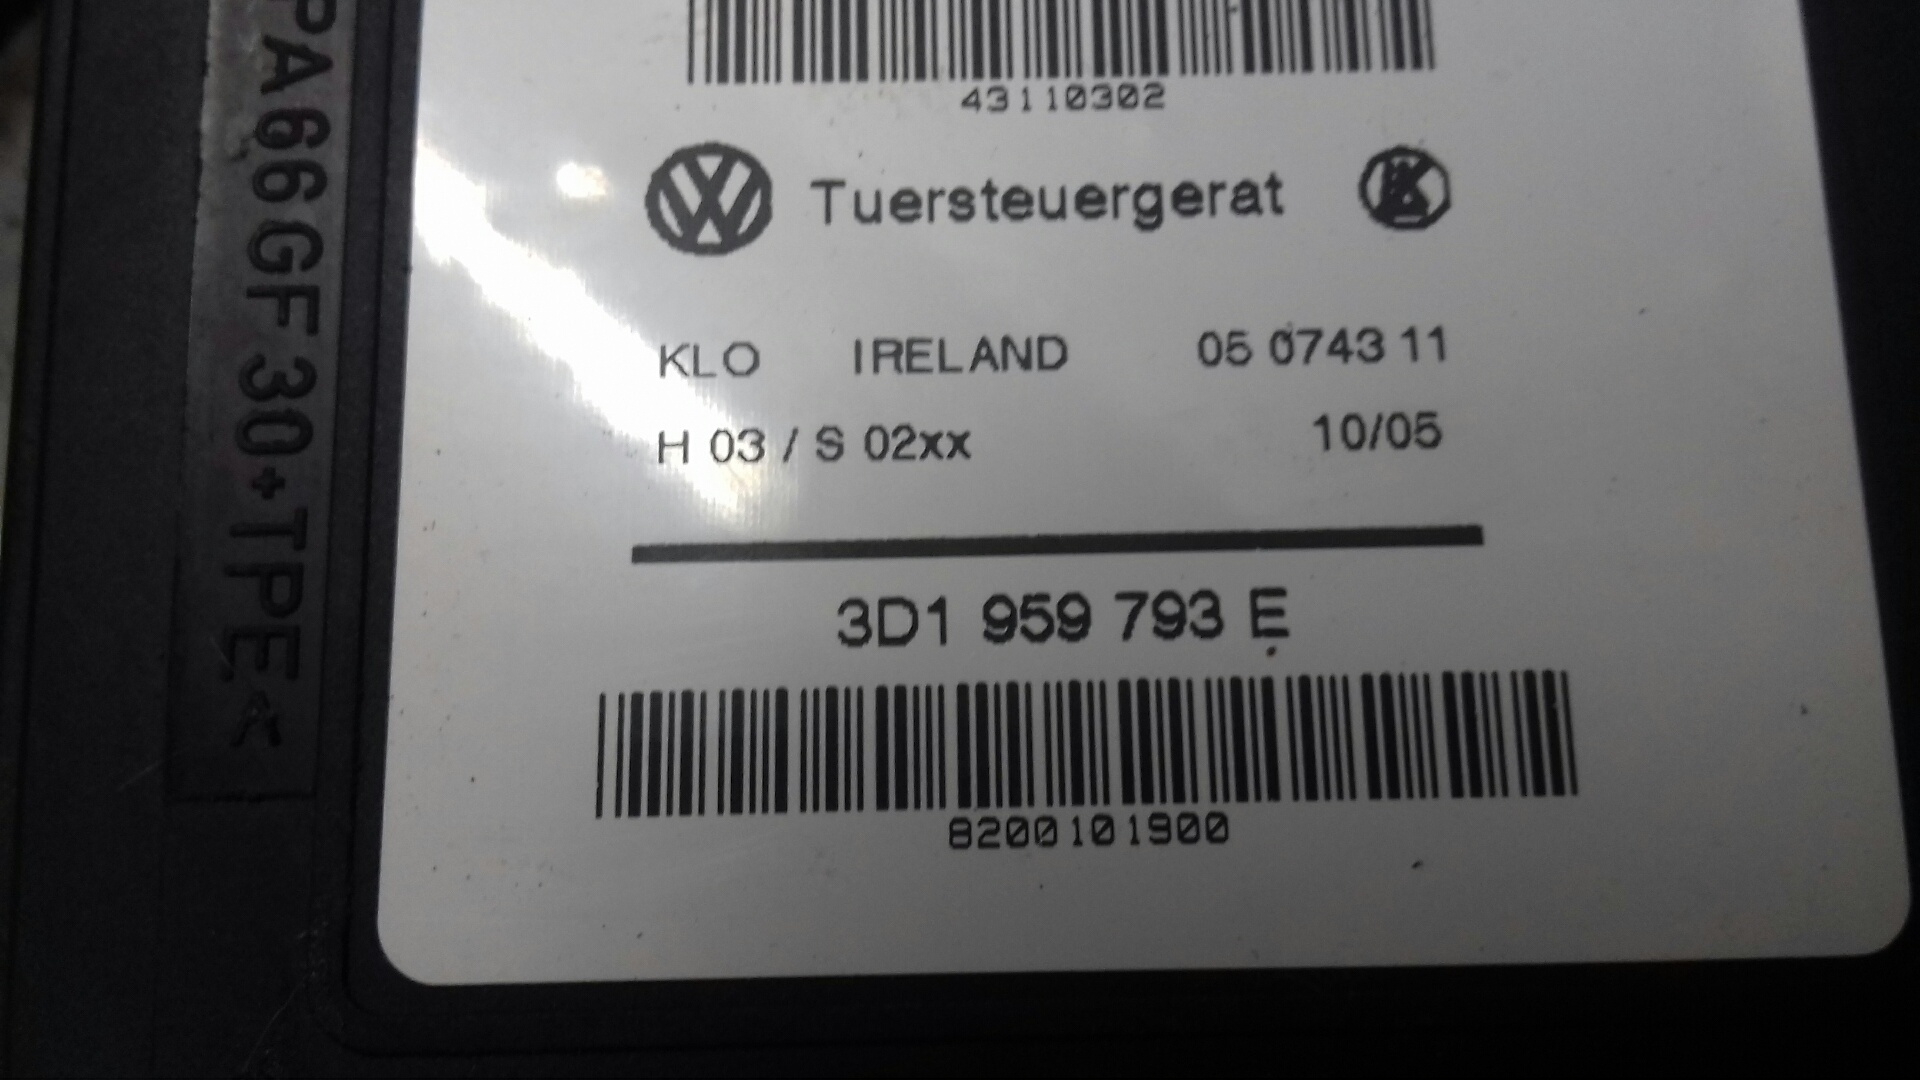 43110302
Tuersteuergerat
KLO IRELAND 05 0743 11
H 03 / S 02xx 10/05
3D1 959 793 E
8200101900
PA66GF30+TPE<